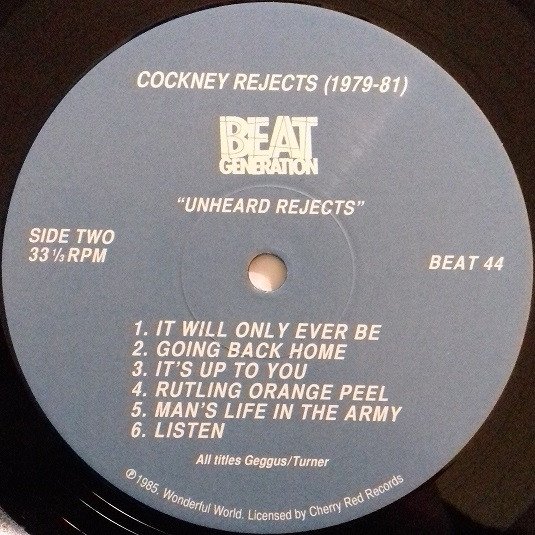 COCKNEY REJECTS (1979-81)
BEAT
GENERATION
"UNHEARD REJECTS"
SIDE TWO
33 ⅓ RPM
BEAT 44
1. IT WILL ONLY EVER BE
2. GOING BACK HOME
3. IT'S UP TO YOU
4. RUTLING ORANGE PEEL
5. MAN'S LIFE IN THE ARMY
6. LISTEN
All titles Geggus/Turner
℗1985. Wonderful World. Licensed by Cherry Red Records